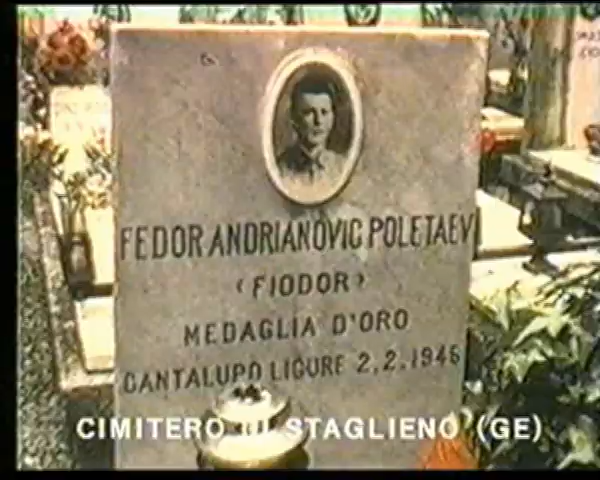 FEDOR ANDRIANOVIC POLETAEV
(FIODOR)
MEDAGLIA D'ORO
CANTALUPO LIGURE 2.2.1945
CIMITERO DI STAGLIENO (GE)